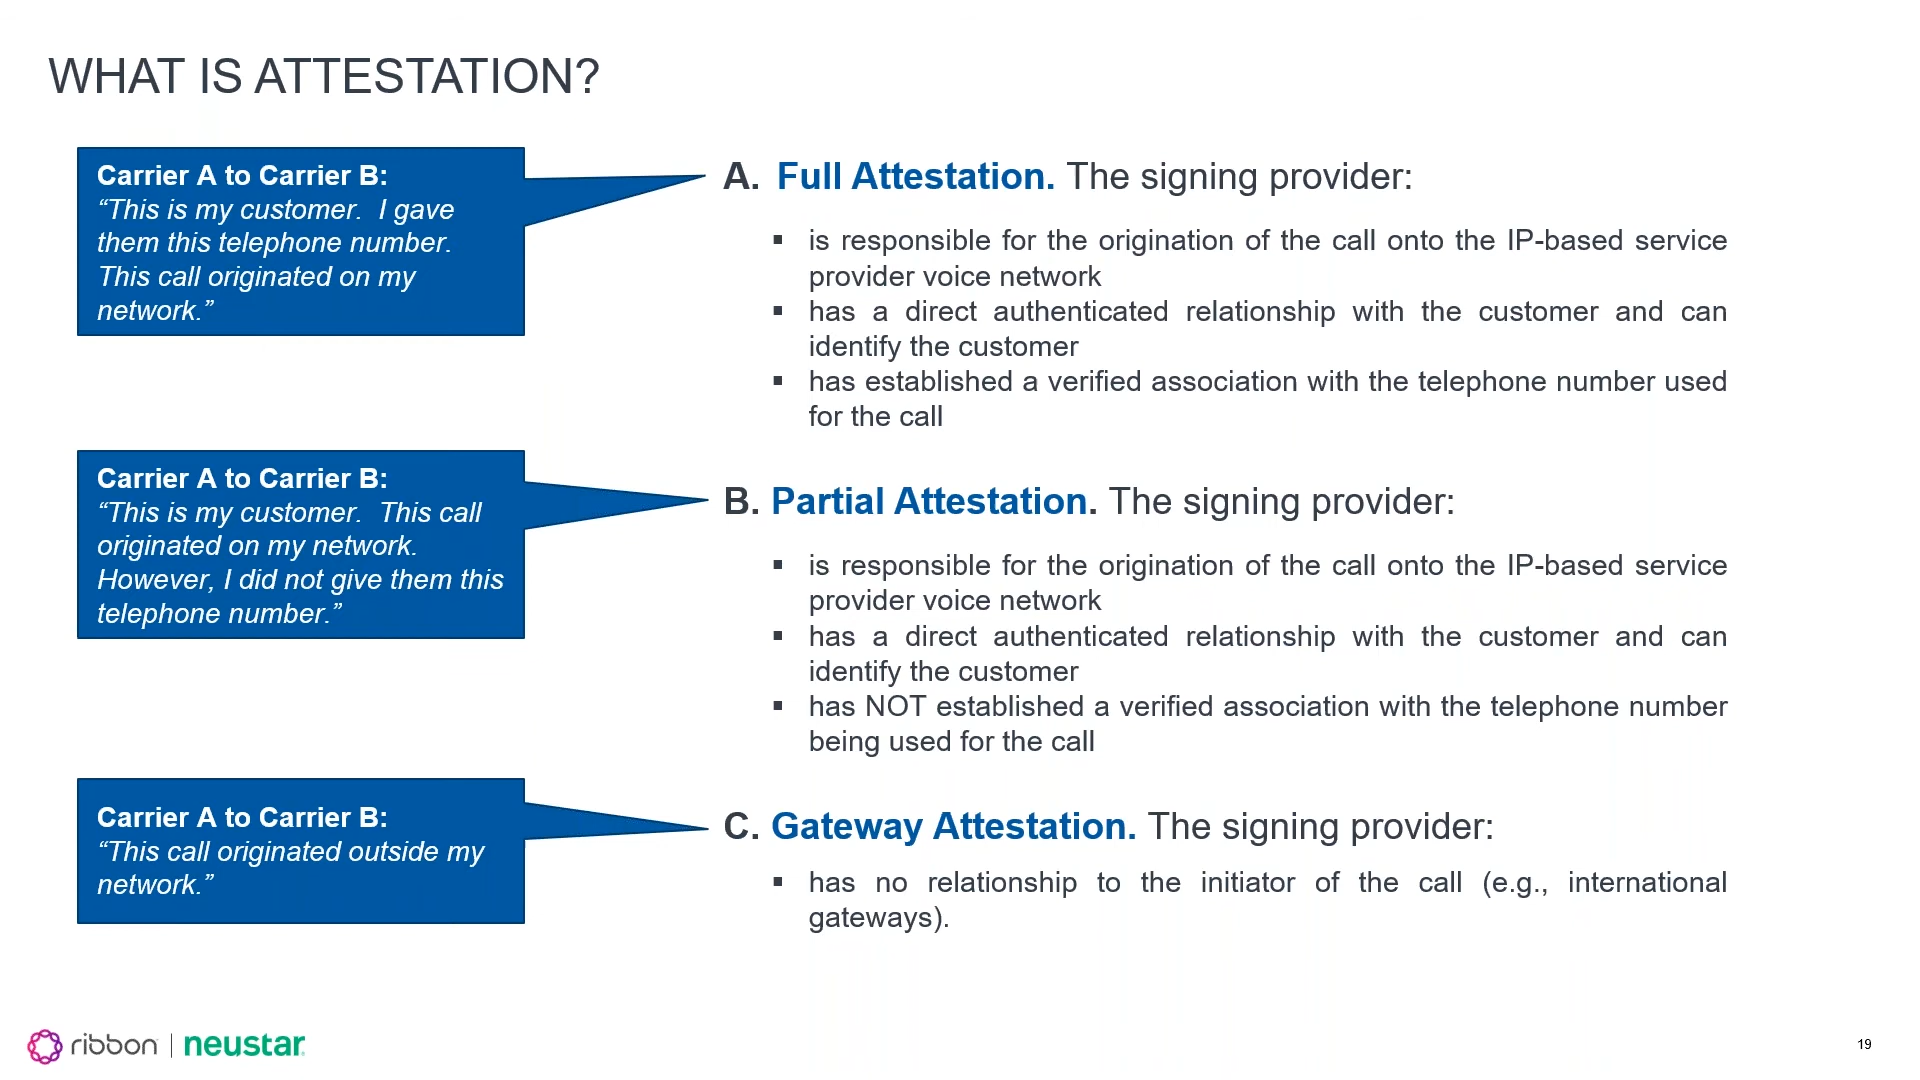 WHAT IS ATTESTATION?
Carrier A to Carrier B:
“This is my customer.  I gave
them this telephone number.
This call originated on my
network.”
A. Full Attestation. The signing provider:
▪ is responsible for the origination of the call onto the IP-based service
provider voice network
▪ has a direct authenticated relationship with the customer and can
identify the customer
▪ has established a verified association with the telephone number used
for the call
Carrier A to Carrier B:
“This is my customer.  This call
originated on my network.
However, I did not give them this
telephone number.”
B. Partial Attestation. The signing provider:
▪ is responsible for the origination of the call onto the IP-based service
provider voice network
▪ has a direct authenticated relationship with the customer and can
identify the customer
▪ has NOT established a verified association with the telephone number
being used for the call
Carrier A to Carrier B:
“This call originated outside my
network.”
C. Gateway Attestation. The signing provider:
▪ has no relationship to the initiator of the call (e.g., international
gateways).
ribbon | neustar
19